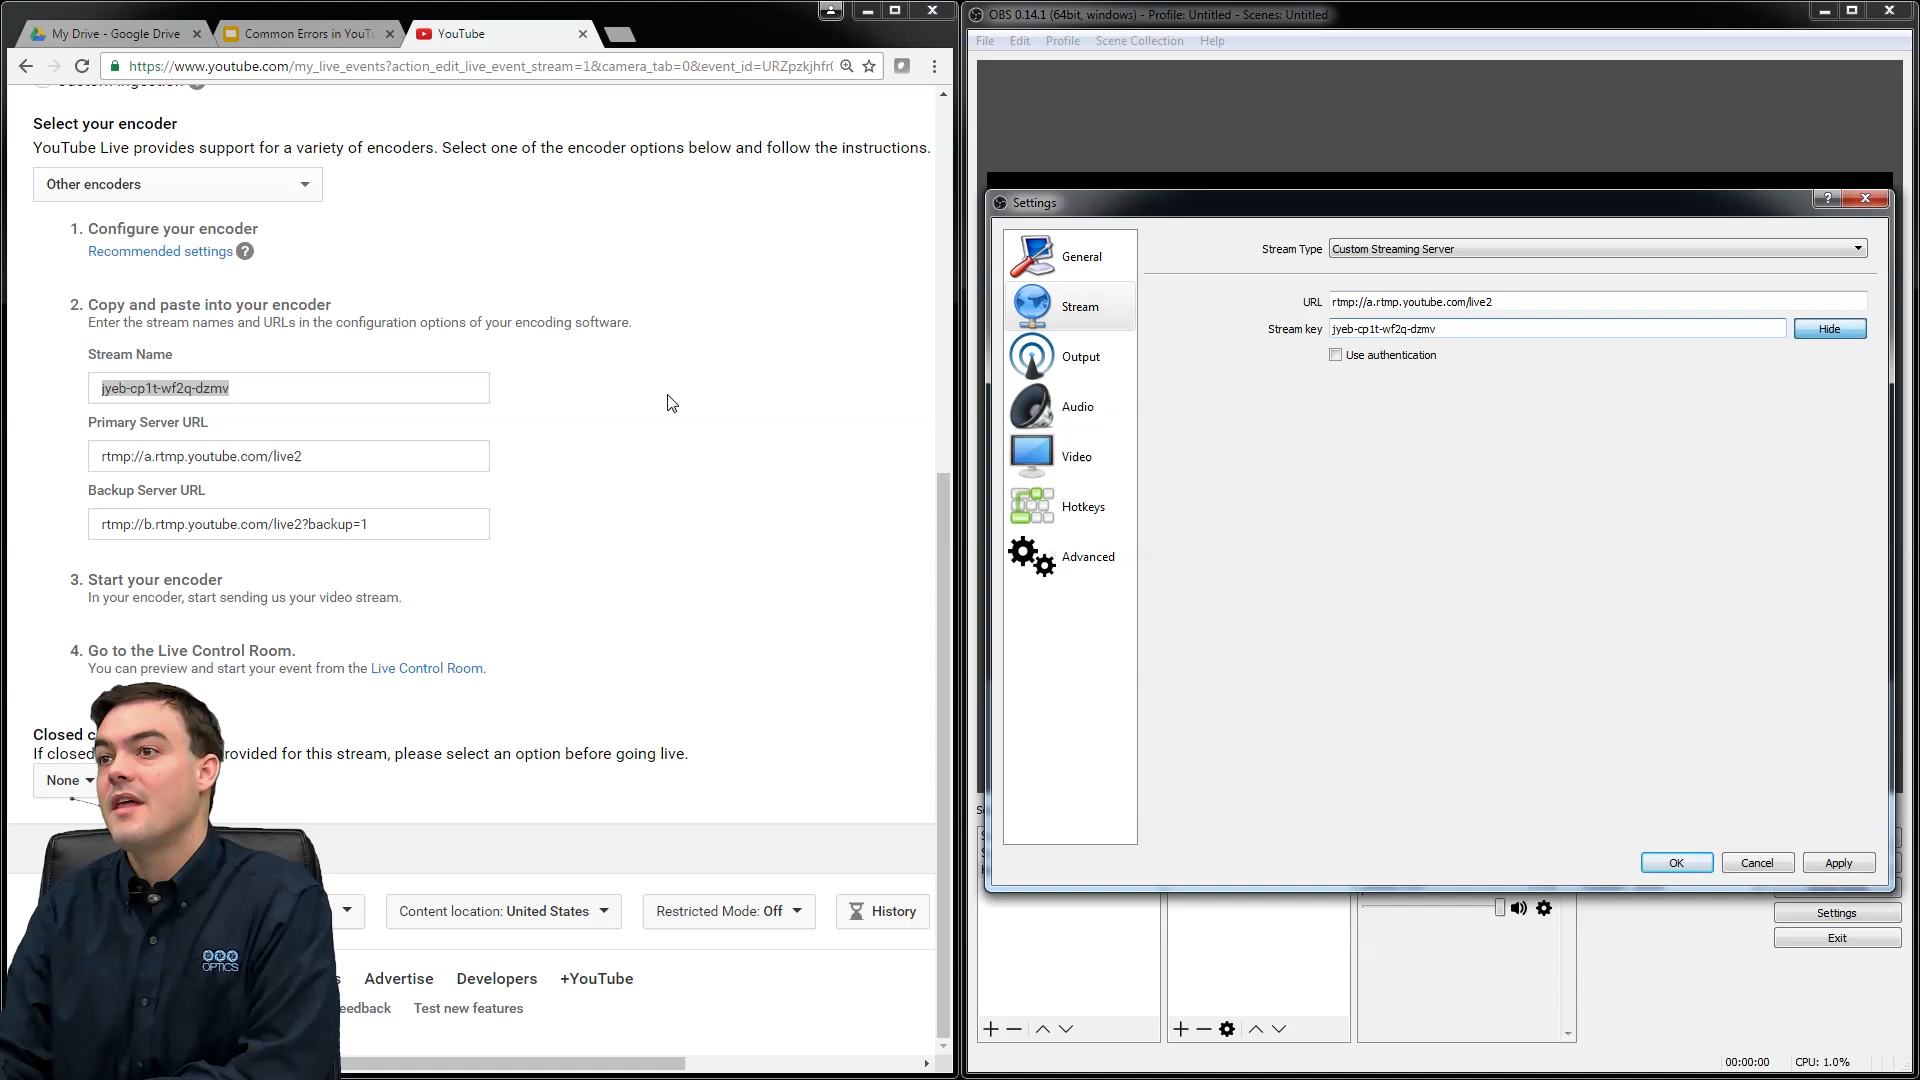 My Drive - Google Drive
Common Errors in YouTu
YouTube
https://www.youtube.com/my_live_events?action_edit_live_event_stream=1&camera_tab=0&event_id=URZpzkjhfr
Custom Ingestion
Select your encoder
YouTube Live provides support for a variety of encoders. Select one of the encoder options below and follow the instructions.
Other encoders
1. Configure your encoder
Recommended settings ?
2. Copy and paste into your encoder
Enter the stream names and URLs in the configuration options of your encoding software.
Stream Name
jyeb-cp1t-wf2q-dzmv
Primary Server URL
rtmp://a.rtmp.youtube.com/live2
Backup Server URL
rtmp://b.rtmp.youtube.com/live2?backup=1
3. Start your encoder
In your encoder, start sending us your video stream.
4. Go to the Live Control Room.
You can preview and start your event from the Live Control Room.
Closed c
If closed rovided for this stream, please select an option before going live.
None
Content location: United States
Restricted Mode: Off
History
s Advertise Developers +YouTube
eedback Test new features
OPTICS
OBS 0.14.1 (64bit, windows) - Profile: Untitled - Scenes: Untitled
File Edit Profile Scene Collection Help
Settings
?
General
Stream
Output
Audio
Video
Hotkeys
Advanced
Stream Type Custom Streaming Server
URL rtmp://a.rtmp.youtube.com/live2
Stream key jyeb-cp1t-wf2q-dzmv Hide
Use authentication
OK Cancel Apply
Settings
Exit
00:00:00 CPU: 1.0%